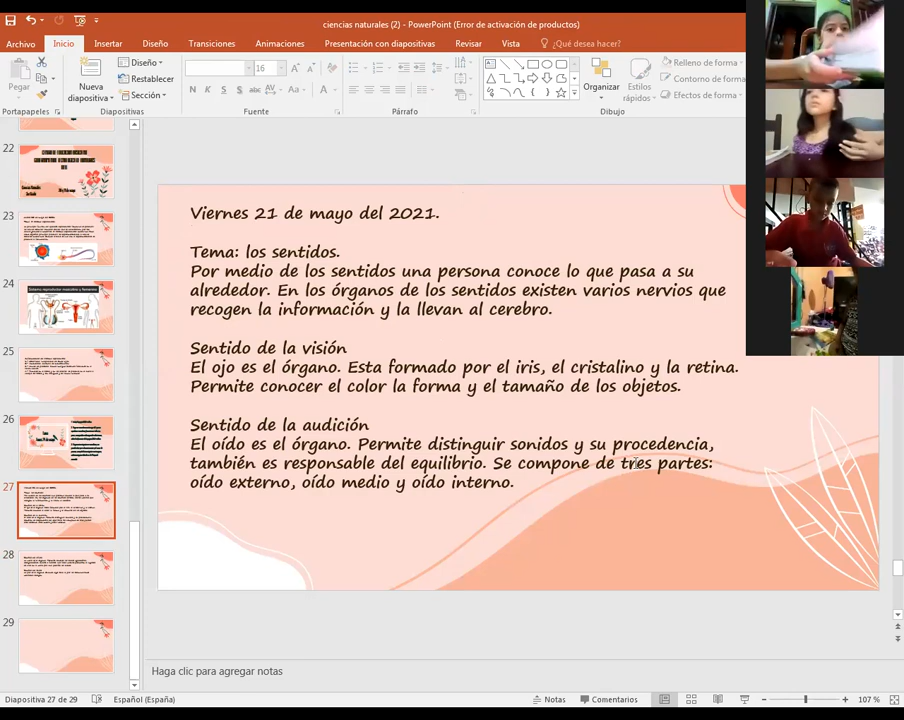 ciencias naturales (2) - PowerPoint (Error de activación de productos)
Archivo Inicio Insertar Diseño Transiciones Animaciones Presentación con diapositivas Revisar Vista ¿Qué desea hacer?
Pegar
Nueva diapositiva
Diseño
Restablecer
Sección
16
N K S
Organizar
Estilos rápidos
Relleno de forma
Contorno de forma
Efectos de forma
Portapapeles Diapositivas Fuente Párrafo Dibujo
22
23
24
Sistema reproductor masculino y femenino
25
26
27
28
29
Viernes 21 de mayo del 2021.
Tema: los sentidos.
Por medio de los sentidos una persona conoce lo que pasa a su
alrededor. En los órganos de los sentidos existen varios nervios que
recogen la información y la llevan al cerebro.
Sentido de la visión
El ojo es el órgano. Esta formado por el iris, el cristalino y la retina.
Permite conocer el color la forma y el tamaño de los objetos.
Sentido de la audición
El oído es el órgano. Permite distinguir sonidos y su procedencia,
también es responsable del equilibrio. Se compone de tres partes:
oído externo, oído medio y oído interno.
Haga clic para agregar notas
Diapositiva 27 de 29 Español (España) Notas Comentarios 107 %